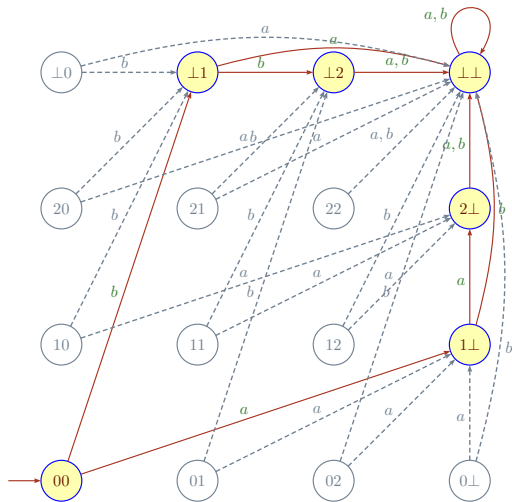 a, b
a
a
⊥0 b ⊥1 b ⊥2 a, b ⊥⊥
b a b a a, b a, b
20 21 22 2⊥ b
b b b
a a a a
b b b
10 11 12 1⊥ b
a a a a
00 01 02 0⊥